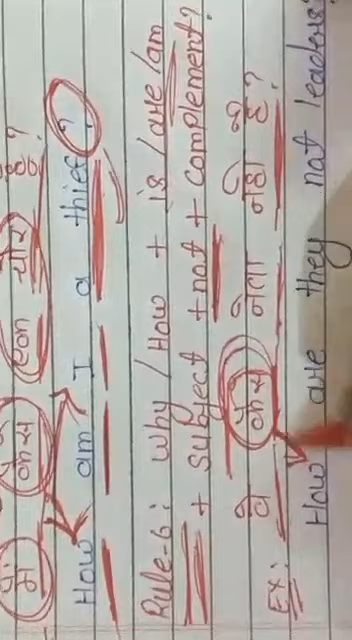 मैं कैसे एक चोर हूँ?
How am I a thief?
Rule-6: Why/How + is/are/am
+ Subject + not + complement?
Ex: वे कैसे नेता नहीं हैं?
How are they not leaders?